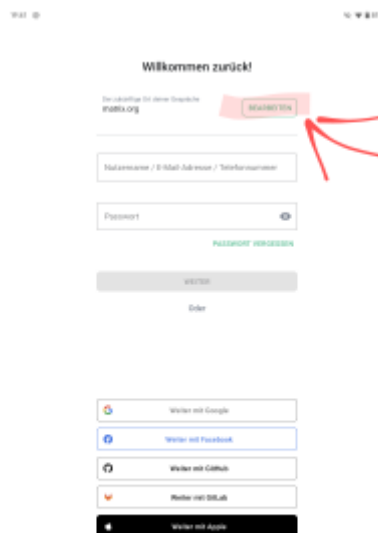 Willkommen zurück!
Der zukünftige Ort deiner Gespräche
matrix.org
BEARBEITEN
Nutzername / E-Mail-Adresse / Telefonnummer
Passwort
PASSWORT VERGESSEN
WEITER
Oder
Weiter mit Google
Weiter mit Facebook
Weiter mit GitHub
Weiter mit GitLab
Weiter mit Apple